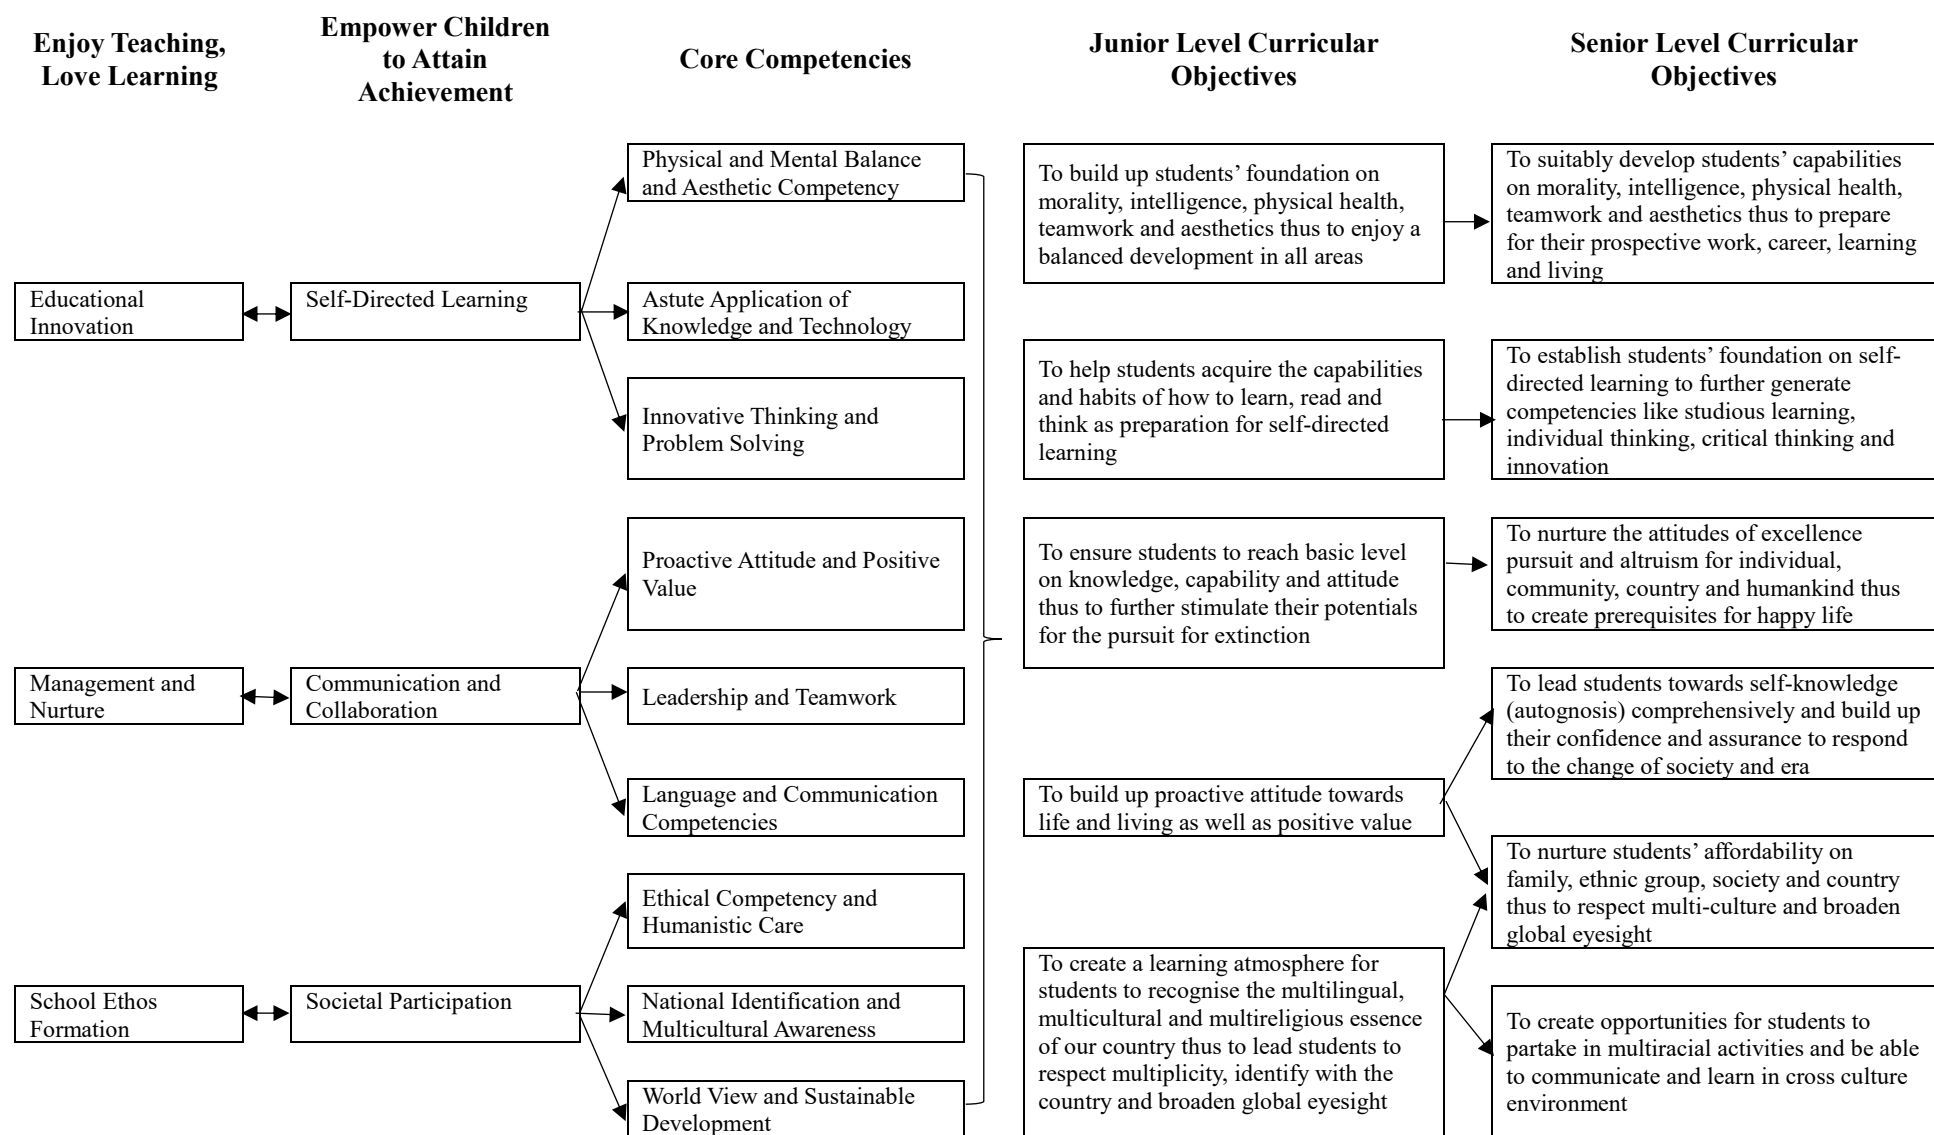 Enjoy Teaching,
Love Learning
Empower Children
to Attain
Achievement
Core Competencies
Junior Level Curricular
Objectives
Senior Level Curricular
Objectives
Educational
Innovation
Self-Directed Learning
Physical and Mental Balance
and Aesthetic Competency
Astute Application of
Knowledge and Technology
Innovative Thinking and
Problem Solving
Management and
Nurture
Communication and
Collaboration
Proactive Attitude and Positive
Value
Leadership and Teamwork
Language and Communication
Competencies
School Ethos
Formation
Societal Participation
Ethical Competency and
Humanistic Care
National Identification and
Multicultural Awareness
World View and Sustainable
Development
To build up students’ foundation on
morality, intelligence, physical health,
teamwork and aesthetics thus to enjoy a
balanced development in all areas
To help students acquire the capabilities
and habits of how to learn, read and
think as preparation for self-directed
learning
To ensure students to reach basic level
on knowledge, capability and attitude
thus to further stimulate their potentials
for the pursuit for extinction
To build up proactive attitude towards
life and living as well as positive value
To create a learning atmosphere for
students to recognise the multilingual,
multicultural and multireligious essence
of our country thus to lead students to
respect multiplicity, identify with the
country and broaden global eyesight
To suitably develop students’ capabilities
on morality, intelligence, physical health,
teamwork and aesthetics thus to prepare
for their prospective work, career, learning
and living
To establish students’ foundation on self-
directed learning to further generate
competencies like studious learning,
individual thinking, critical thinking and
innovation
To nurture the attitudes of excellence
pursuit and altruism for individual,
community, country and humankind thus
to create prerequisites for happy life
To lead students towards self-knowledge
(autognosis) comprehensively and build up
their confidence and assurance to respond
to the change of society and era
To nurture students’ affordability on
family, ethnic group, society and country
thus to respect multi-culture and broaden
global eyesight
To create opportunities for students to
partake in multiracial activities and be able
to communicate and learn in cross culture
environment